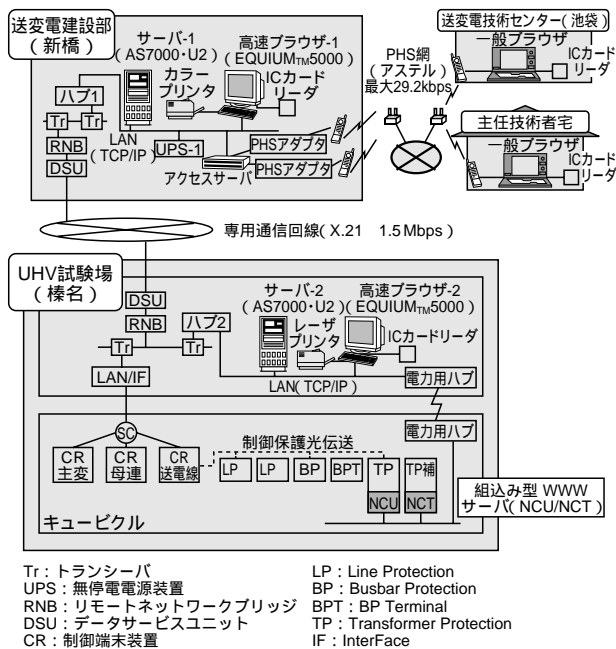 送変電建設部
(新橋)
サーバ-1
(AS7000・U2)
高速ブラウザ-1
(EQUIUM™5000)
カラー
プリンタ
ICカード
リーダ
ハブ1
Tr
Tr
RNB
DSU
LAN
(TCP/IP)
UPS-1
アクセスサーバ
PHSアダプタ
PHSアダプタ
PHS網
(アステル)
最大29.2kbps
送変電技術センター(池袋)
一般ブラウザ
ICカード
リーダ
主任技術者宅
一般ブラウザ
ICカード
リーダ
専用通信回線(X.21 1.5Mbps)
UHV試験場
(榛名)
DSU
RNB
ハブ2
Tr
Tr
LAN/IF
サーバ-2
(AS7000・U2)
高速ブラウザ-2
(EQUIUM™5000)
レーザ
プリンタ
ICカードリーダ
LAN(TCP/IP)
電力用ハブ
電力用ハブ
SC
CR
主変
CR
母連
CR
送電線
制御保護光伝送
LP
LP
BP
BPT
TP
TP補
NCU
NCT
キュービクル
組込み型 WWW
サーバ(NCU/NCT)
Tr:トランシーバ
UPS:無停電電源装置
RNB:リモートネットワークブリッジ
DSU:データサービスユニット
CR:制御端末装置
LP:Line Protection
BP:Busbar Protection
BPT:BP Terminal
TP:Transformer Protection
IF:InterFace